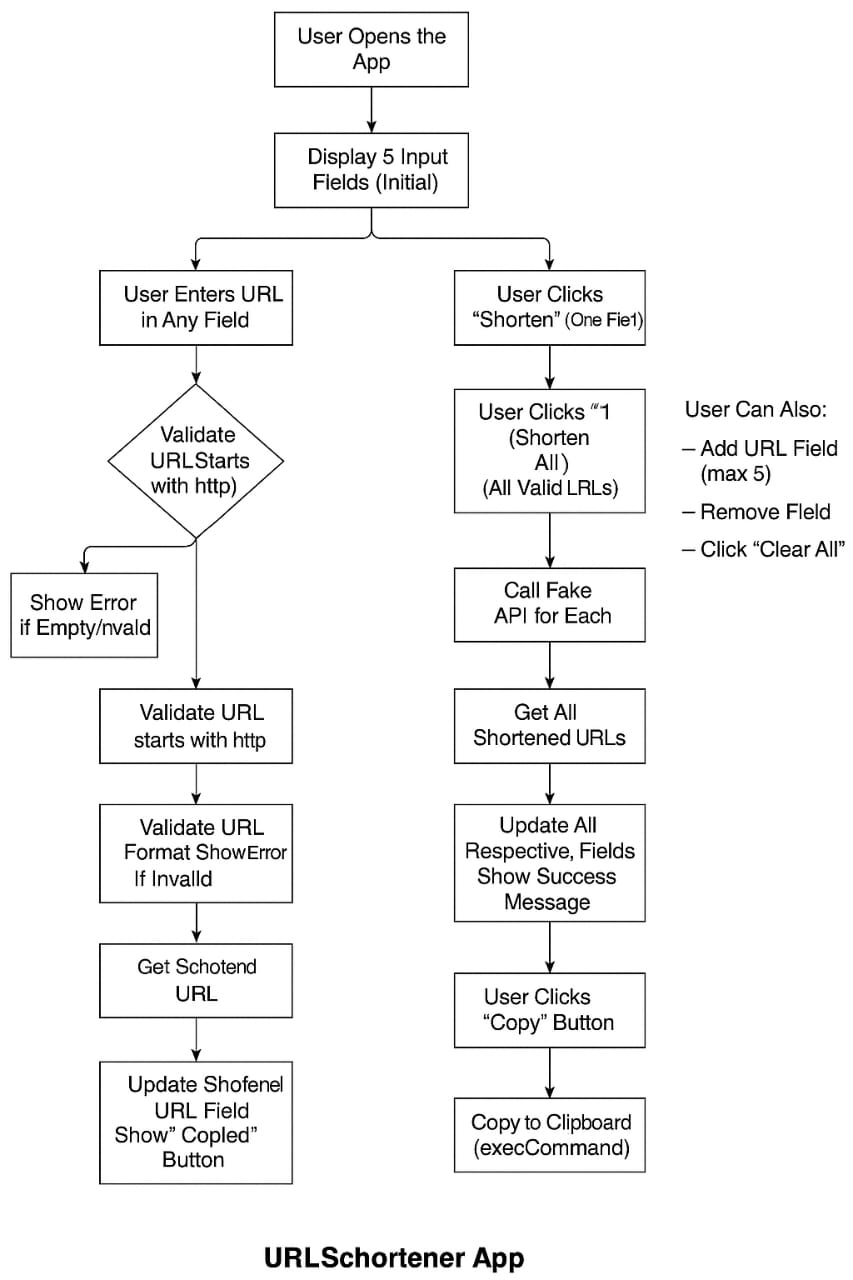 User Opens the
App
Display 5 Input
Fields (Initial)
User Enters URL
in Any Field
Validate
URLStarts
with http)
Show Error
if Empty/nvald
Validate URL
starts with http
Validate URL
Format ShowError
If Invalld
Get Schotend
URL
Update Shofenel
URL Field
Show” Copled”
Button
User Clicks
“Shorten” (One Fie1)
User Clicks “‘1
(Shorten
All)
(All Valid LRLs)
Call Fake
API for Each
Get All
Shortened URLs
Update All
Respective, Fields
Show Success
Message
User Clicks
“Copy” Button
Copy to Clipboard
(execCommand)
User Can Also:
– Add URL Field
(max 5)
– Remove Fleld
– Click “Clear All”
URLSchortener App